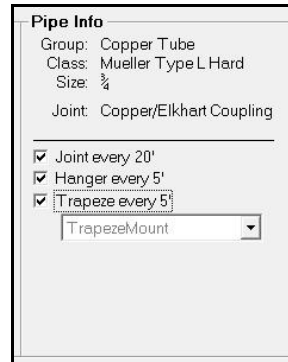 Pipe Info
Group: Copper Tube
Class: Mueller Type L Hard
Size: ¾
Joint: Copper/Elkhart Coupling
Joint every 20'
Hanger every 5'
Trapeze every 5'
TrapezeMount